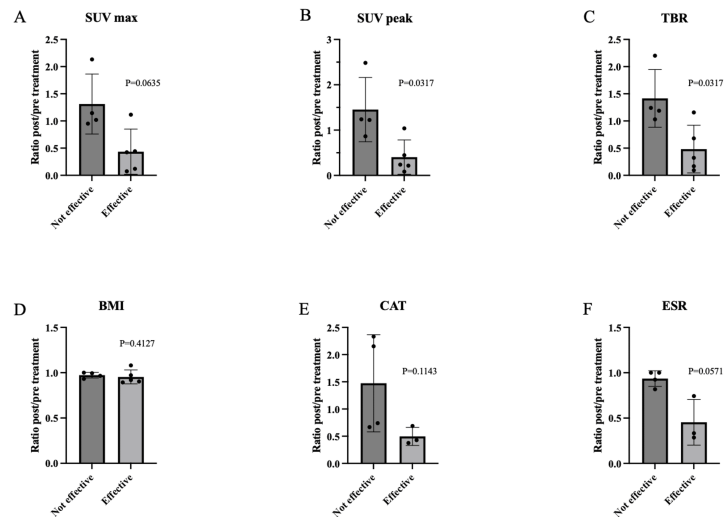 A
SUV max
Ratio post/pre treatment
2.5
2.0
1.5
1.0
0.5
0.0
P=0.0635
Not effective
Effective
B
SUV peak
Ratio post/pre treatment
3
2
1
0
P=0.0317
Not effective
Effective
C
TBR
Ratio post/pre treatment
2.5
2.0
1.5
1.0
0.5
0.0
P=0.0317
Not effective
Effective
D
BMI
Ratio post/pre treatment
1.5
1.0
0.5
0.0
P=0.4127
Not effective
Effective
E
CAT
Ratio post/pre treatment
2.5
2.0
1.5
1.0
0.5
0.0
P=0.1143
Not effective
Effective
F
ESR
Ratio post/pre treatment
1.5
1.0
0.5
0.0
P=0.0571
Not effective
Effective